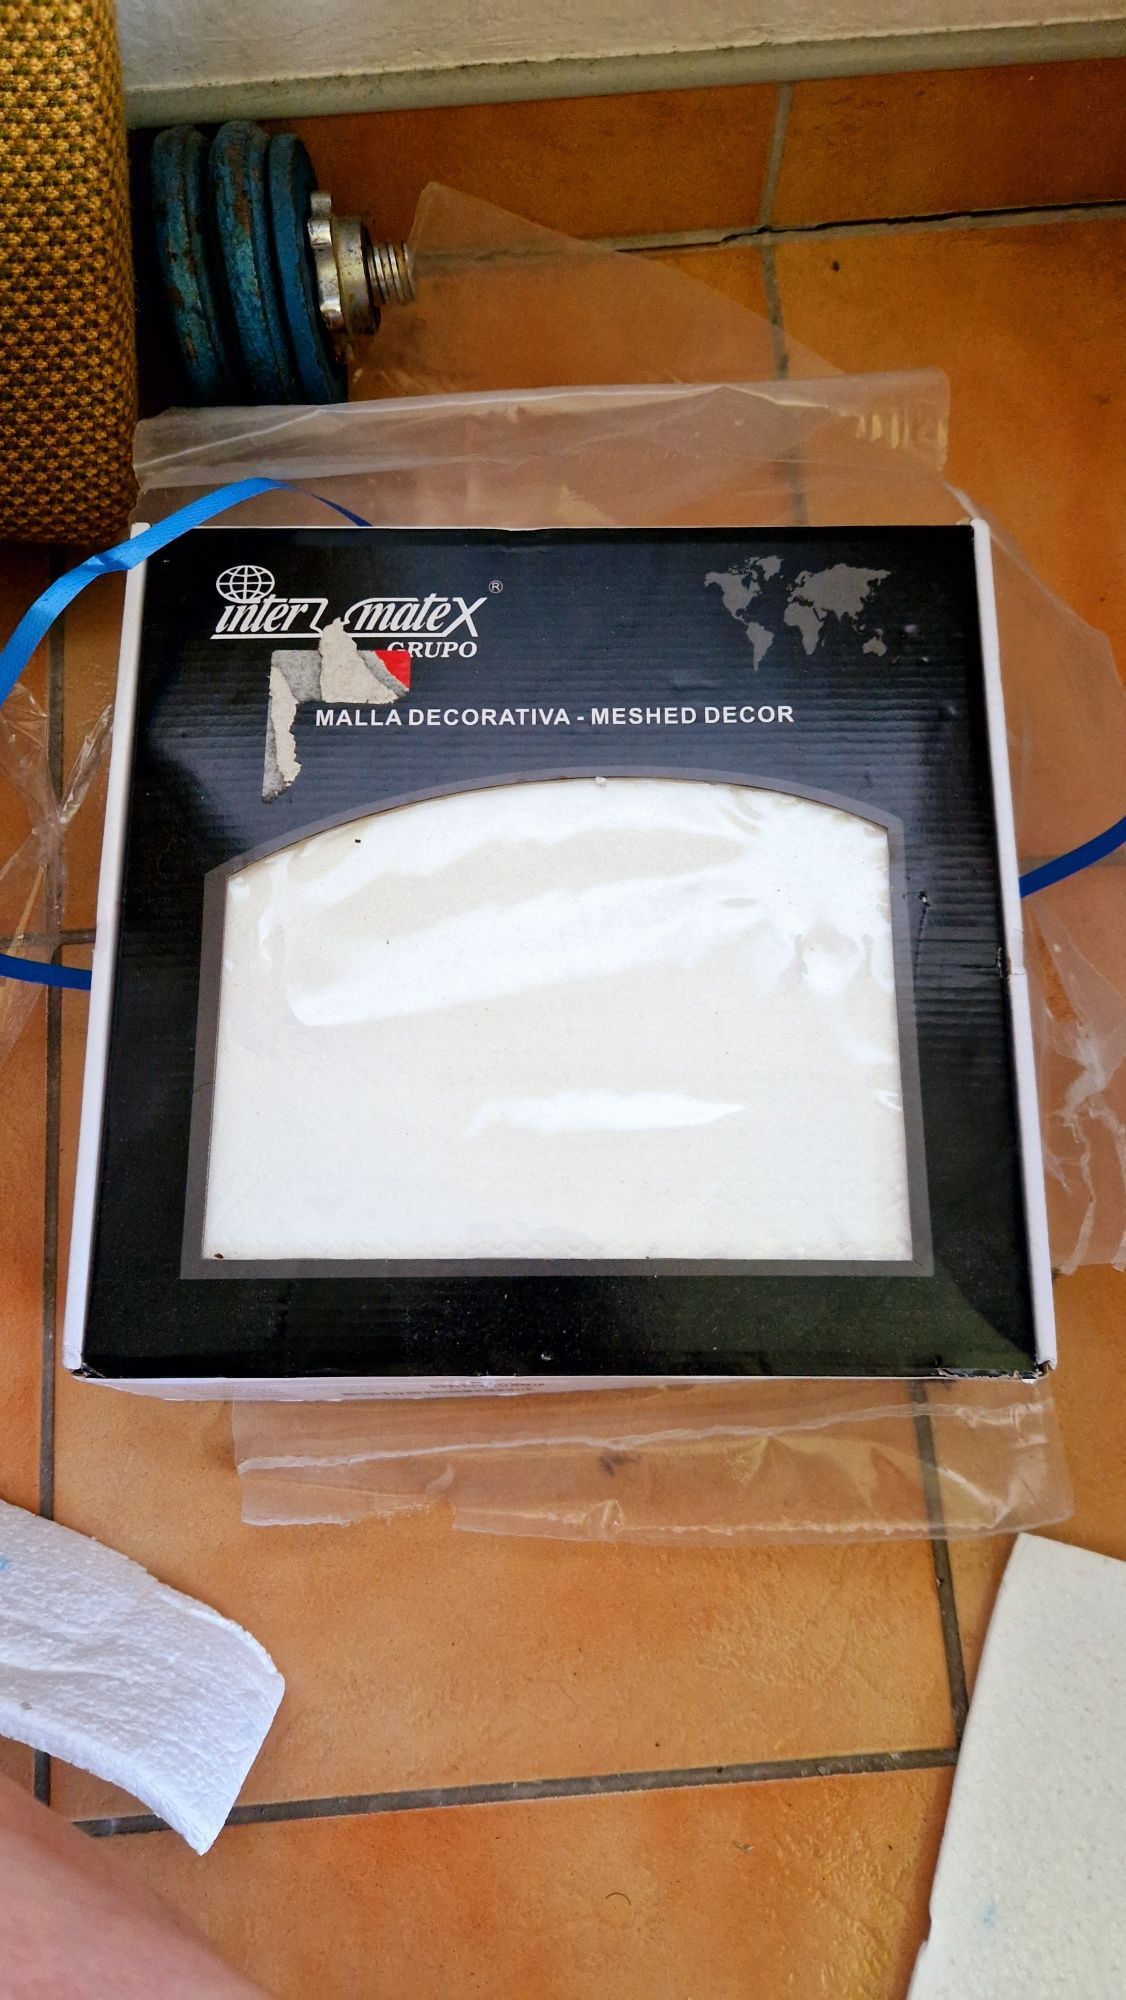 inter matex ®
GRUPO
MALLA DECORATIVA - MESHED DECOR